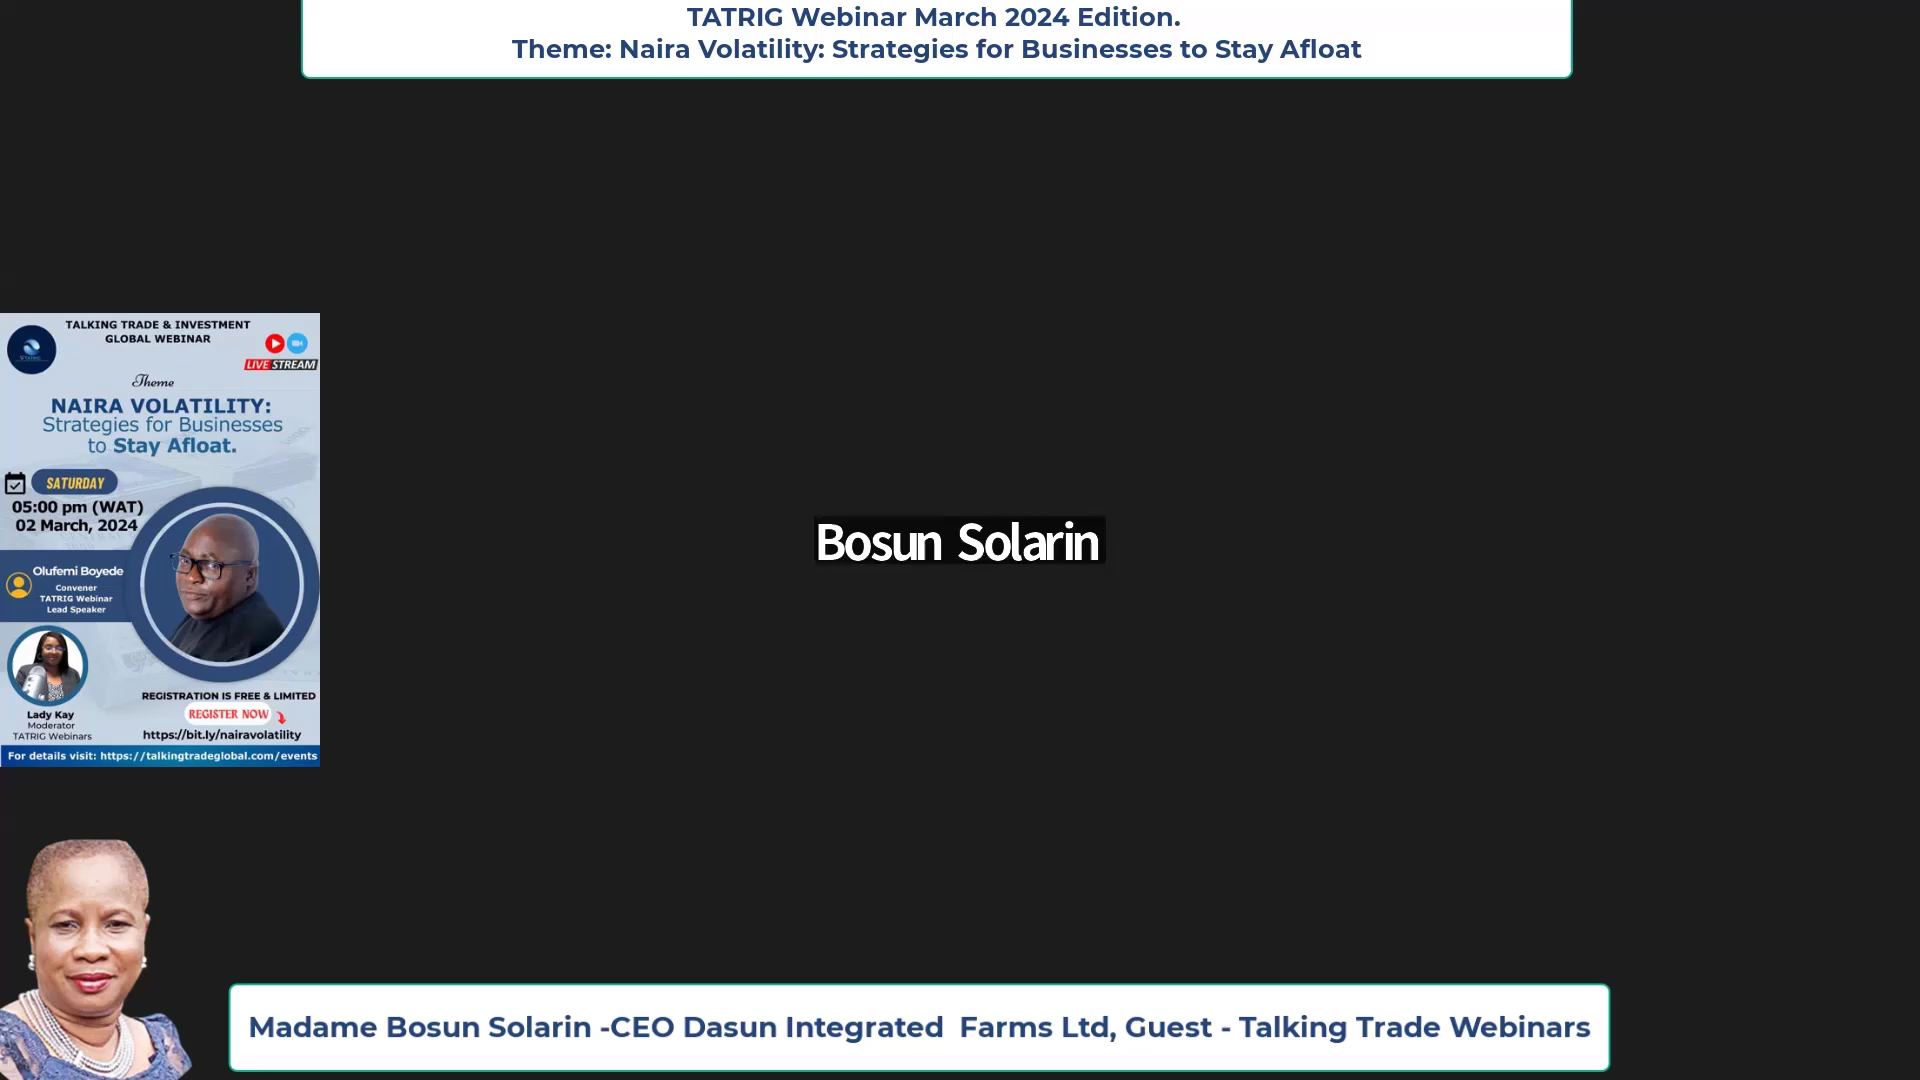 TATRIG Webinar March 2024 Edition.
Theme: Naira Volatility: Strategies for Businesses to Stay Afloat
TALKING TRADE & INVESTMENT
GLOBAL WEBINAR
LIVE STREAM
Theme
NAIRA VOLATILITY:
Strategies for Businesses
to Stay Afloat.
SATURDAY
05:00 pm (WAT)
02 March, 2024
Olufemi Boyede
Convener
TATRIG Webinar
Lead Speaker
Lady Kay
Moderator
TATRIG Webinars
REGISTRATION IS FREE & LIMITED
REGISTER NOW
https://bit.ly/nairavolatility
For details visit: https://talkingtradeglobal.com/events
Bosun Solarin
Madame Bosun Solarin -CEO Dasun Integrated  Farms Ltd, Guest - Talking Trade Webinars